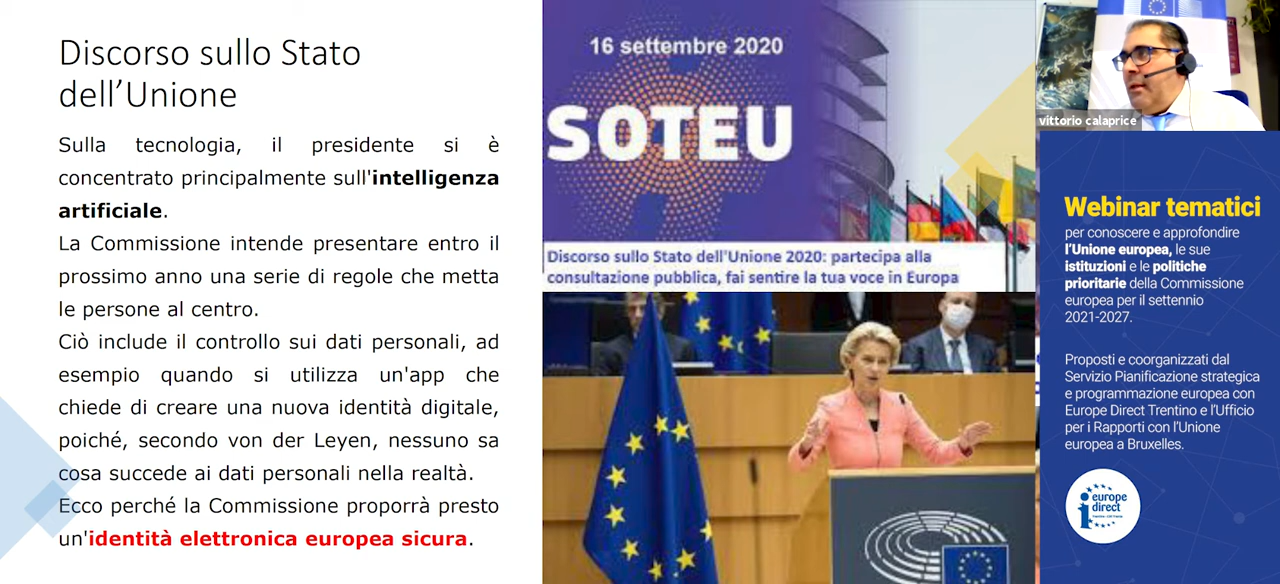 Discorso sullo Stato
dell’Unione
Sulla tecnologia, il presidente si è
concentrato principalmente sull'intelligenza
artificiale.
La Commissione intende presentare entro il
prossimo anno una serie di regole che metta
le persone al centro.
Ciò include il controllo sui dati personali, ad
esempio quando si utilizza un'app che
chiede di creare una nuova identità digitale,
poiché, secondo von der Leyen, nessuno sa
cosa succede ai dati personali nella realtà.
Ecco perché la Commissione proporrà presto
un'identità elettronica europea sicura.
16 settembre 2020
SOTEU
Discorso sullo Stato dell'Unione 2020: partecipa alla
consultazione pubblica, fai sentire la tua voce in Europa
vittorio calaprice
Webinar tematici
per conoscere e approfondire
l’Unione europea, le sue
istituzioni e le politiche
prioritarie della Commissione
europea per il settennio
2021-2027.
Proposti e coorganizzati dal
Servizio Pianificazione strategica
e programmazione europea con
Europe Direct Trentino e l’Ufficio
per i Rapporti con l’Unione
europea a Bruxelles.
europe
direct